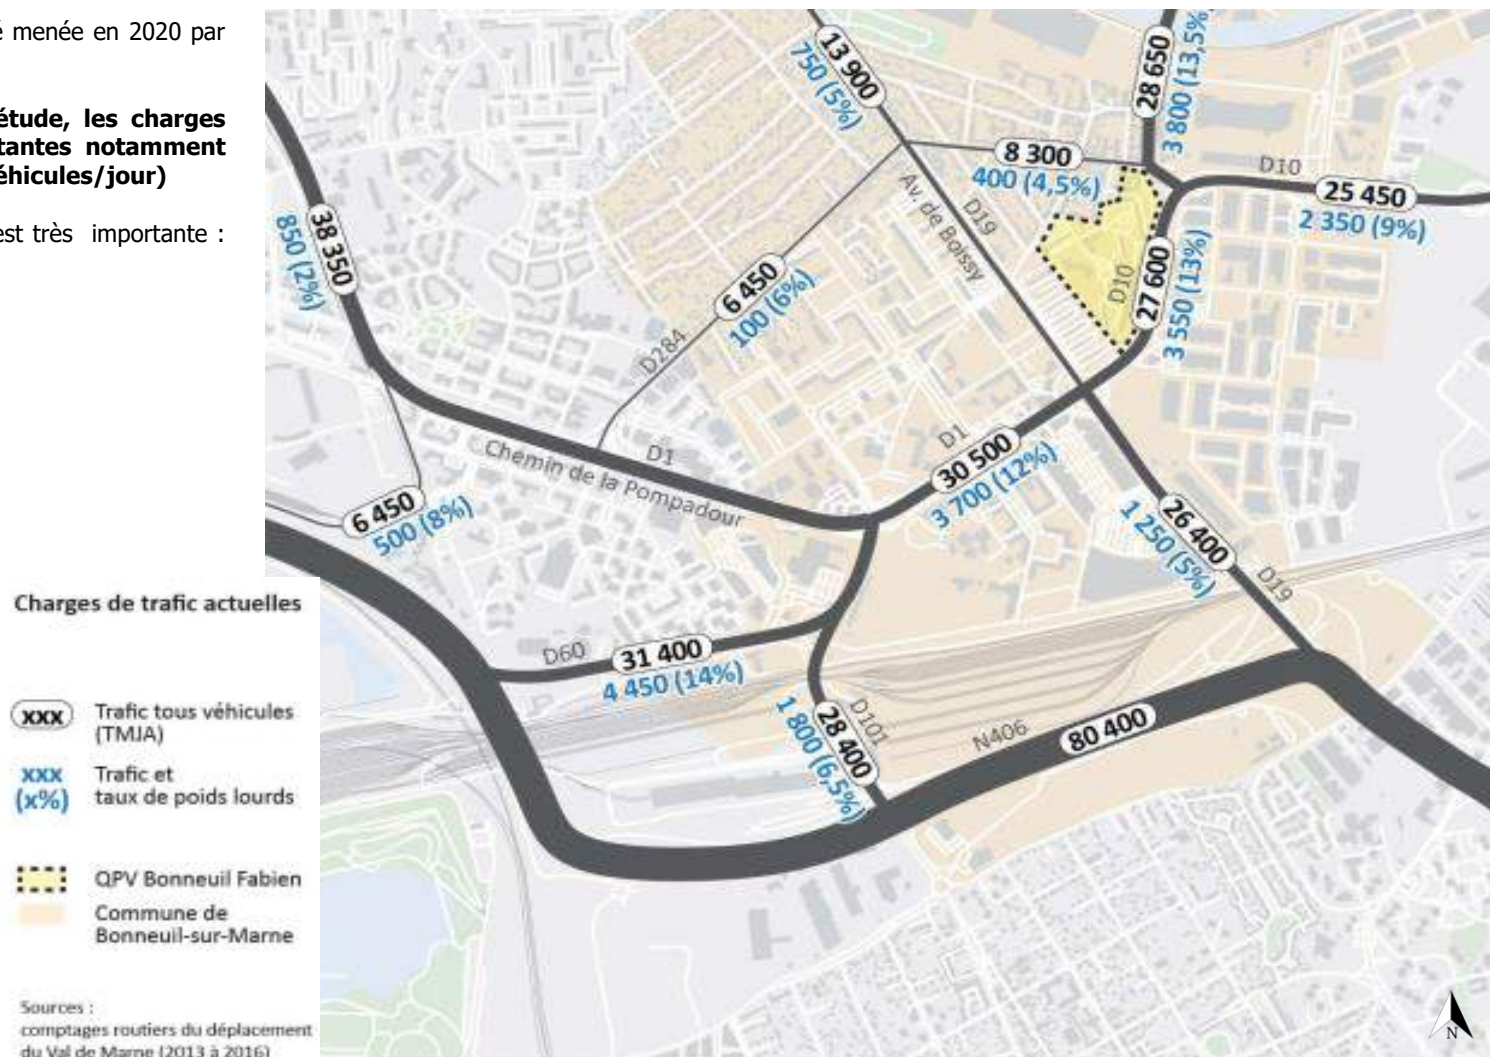 é menée en 2020 par
étude, les charges
tantes notamment
éhicules/jour)
est très importante :
13 900
750 (5%)
28 650
3 800 (13,5%
8 300
400 (4,5%)
D10
25 450
2 350 (9%)
Av. de Boissy
D19
38 350
850 (2%)
6 450
100 (6%)
D284
D10
27 600
3 550 (13%)
D1
Chemin de la Pompadour
D1
30 500
3 700 (12%)
6 450
500 (8%)
26 400
1 250 (5%)
D19
D60
31 400
4 450 (14%)
D101
28 400
1 800 (6,5%)
N406
80 400
Charges de trafic actuelles
xxx
Trafic tous véhicules
(TMJA)
xxx
(x%)
Trafic et
taux de poids lourds
QPV Bonneuil Fabien
Commune de
Bonneuil-sur-Marne
Sources :
comptages routiers du déplacement
du Val de Marne (2013 à 2016)
N